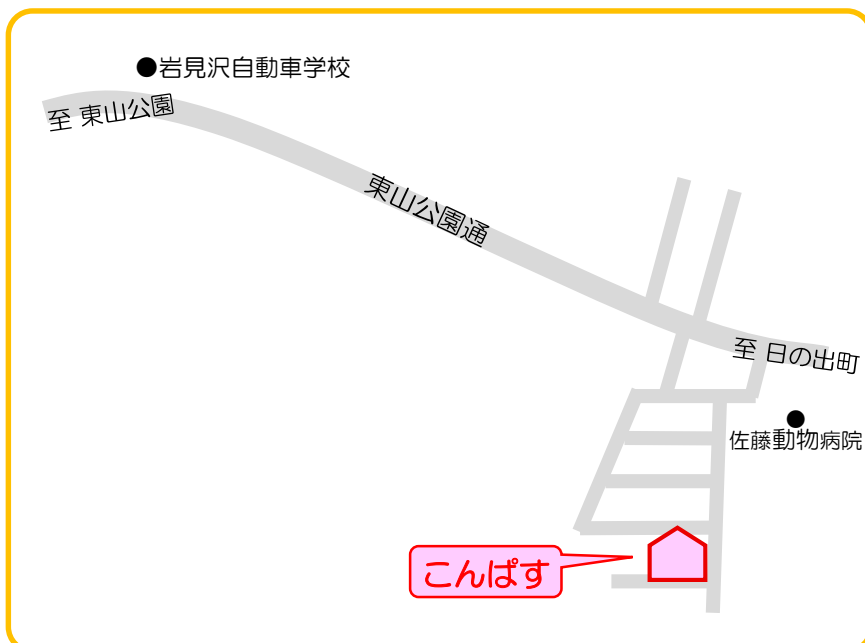 ●岩見沢自動車学校
至 東山公園
東山公園通
至 日の出町
佐藤動物病院
こんぱす